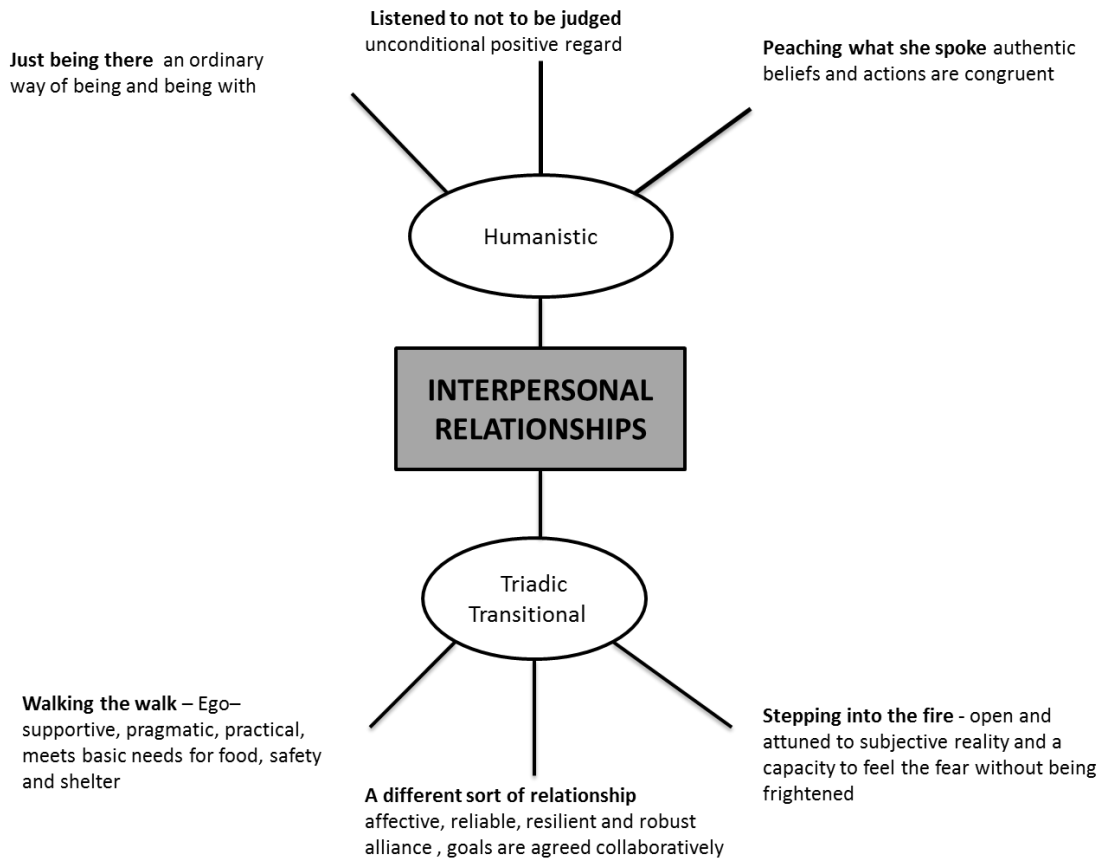 Just being there an ordinary
way of being and being with
Listened to not to be judged
unconditional positive regard
Peaching what she spoke authentic
beliefs and actions are congruent
Humanistic
INTERPERSONAL
RELATIONSHIPS
Triadic
Transitional
Walking the walk – Ego–
supportive, pragmatic, practical,
meets basic needs for food, safety
and shelter
A different sort of relationship
affective, reliable, resilient and robust
alliance , goals are agreed collaboratively
Stepping into the fire - open and
attuned to subjective reality and a
capacity to feel the fear without being
frightened